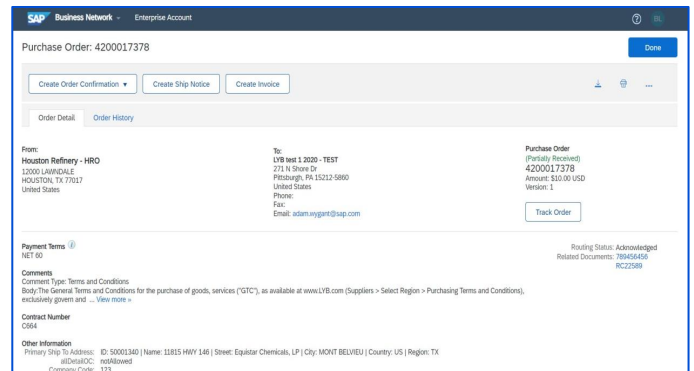 SAP Business Network Enterprise Account
Purchase Order: 4200017378
Done
Create Order Confirmation Create Ship Notice Create Invoice
Order Detail Order History
From:
Houston Refinery - HRO
12000 LAWNDALE
HOUSTON, TX 77017
United States
To:
LYB test 1 2020 - TEST
271 N Shore Dr
Pittsburgh, PA 15212-5860
United States
Phone:
Fax:
Email: adam.wygant@sap.com
Purchase Order
(Partially Received)
4200017378
Amount: $10.00 USD
Version: 1
Track Order
Payment Terms
NET 60
Routing Status: Acknowledged
Related Documents: 789456456
RC22589
Comments
Comment Type: Terms and Conditions
Body:The General Terms and Conditions for the purchase of goods, services ("GTC"), as available at www.LYB.com (Suppliers > Select Region > Purchasing Terms and Conditions),
exclusively govern and ... View more »
Contract Number
C664
Other Information
Primary Ship To Address: ID: 50001340 | Name: 11815 HWY 146 | Street: Equistar Chemicals, LP | City: MONT BELVIEU | Country: US | Region: TX
allDetailOC: notAllowed
Company Code: 123